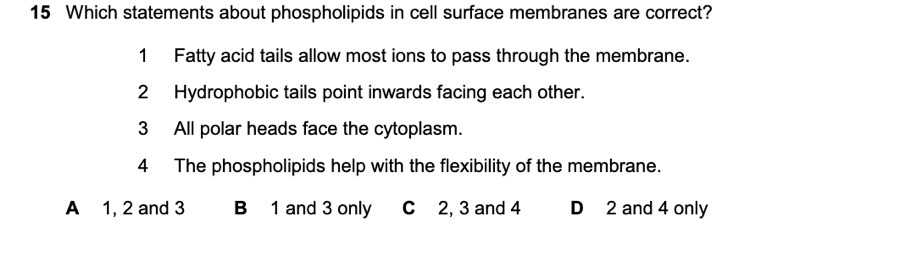 15 Which statements about phospholipids in cell surface membranes are correct?
1 Fatty acid tails allow most ions to pass through the membrane.
2 Hydrophobic tails point inwards facing each other.
3 All polar heads face the cytoplasm.
4 The phospholipids help with the flexibility of the membrane.
A 1, 2 and 3 B 1 and 3 only C 2, 3 and 4 D 2 and 4 only